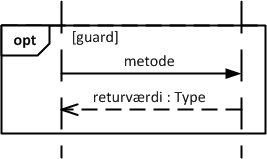 opt
[guard]
metode
returværdi : Type